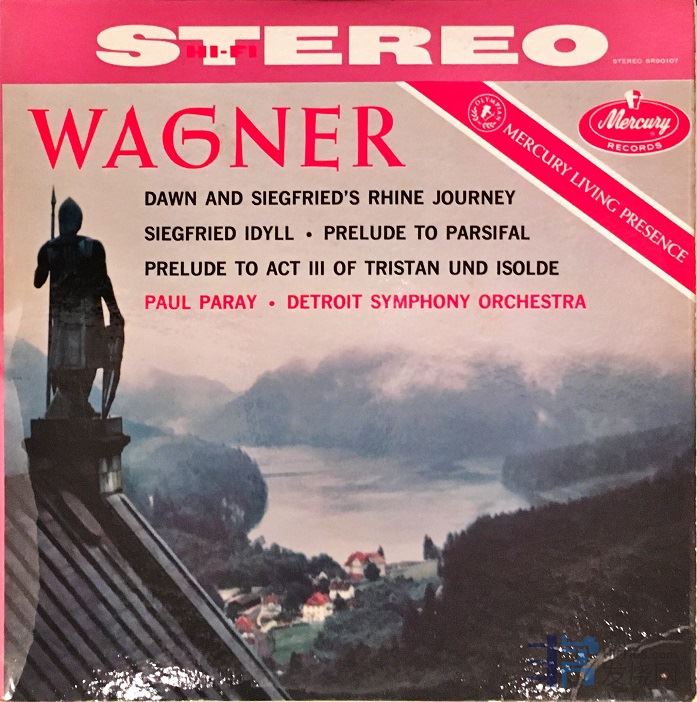 STEREO
HI-FI
STEREO SR90107
WAGNER
OLYMPIAN
Mercury
RECORDS
MERCURY LIVING PRESENCE
DAWN AND SIEGFRIED'S RHINE JOURNEY
SIEGFRIED IDYLL • PRELUDE TO PARSIFAL
PRELUDE TO ACT III OF TRISTAN UND ISOLDE
PAUL PARAY • DETROIT SYMPHONY ORCHESTRA